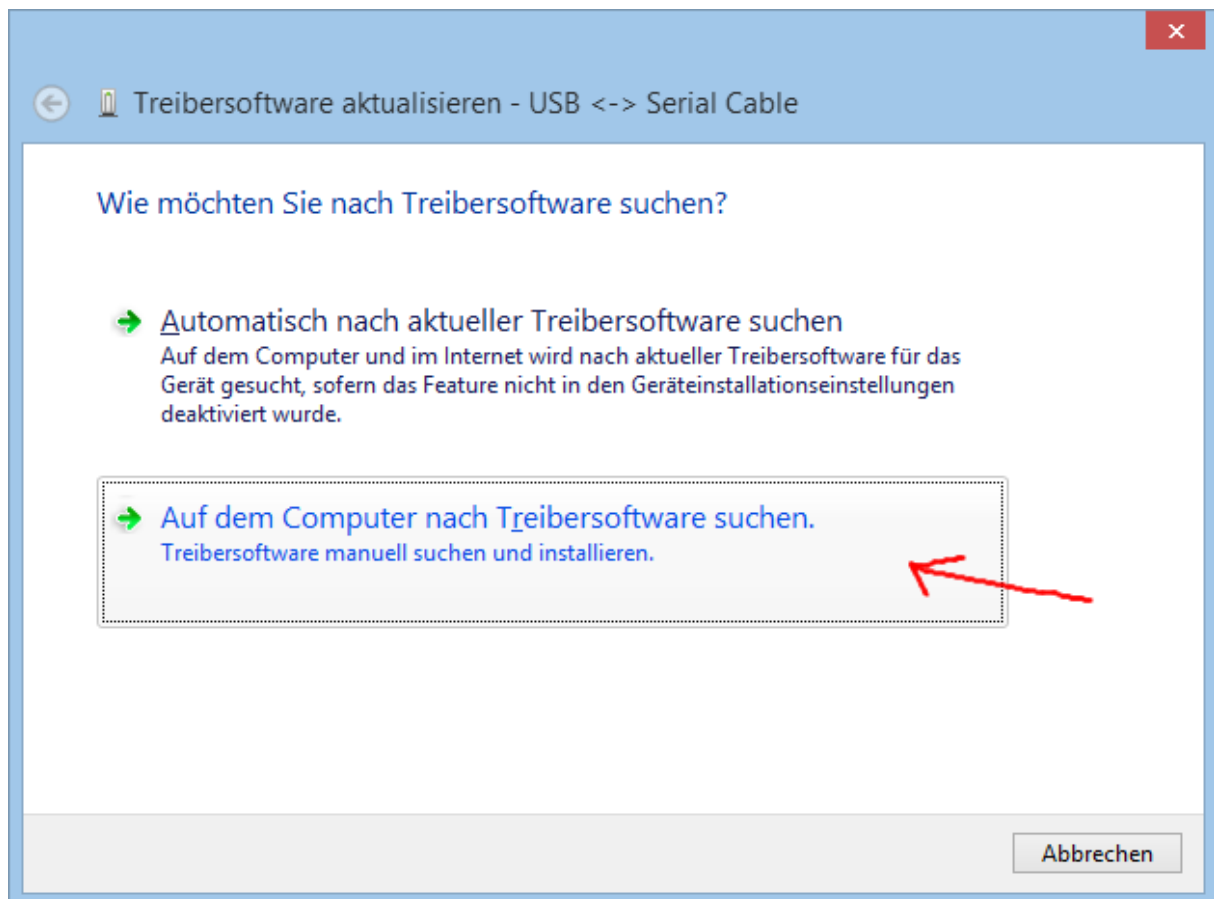 Treibersoftware aktualisieren - USB <-> Serial Cable
Wie möchten Sie nach Treibersoftware suchen?
Automatisch nach aktueller Treibersoftware suchen
Auf dem Computer und im Internet wird nach aktueller Treibersoftware für das
Gerät gesucht, sofern das Feature nicht in den Geräteinstallationseinstellungen
deaktiviert wurde.
Auf dem Computer nach Treibersoftware suchen.
Treibersoftware manuell suchen und installieren.
Abbrechen